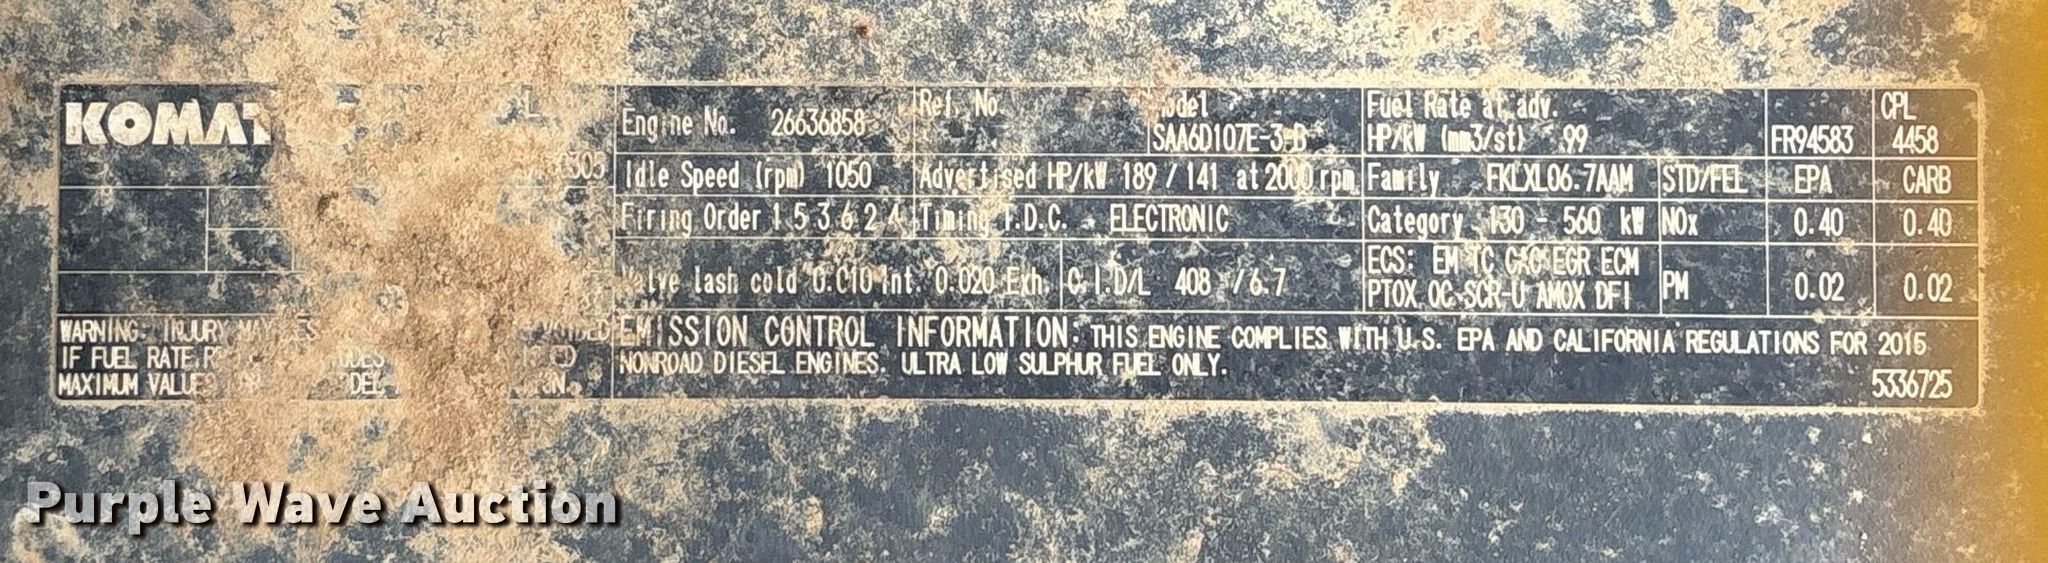 KOMAT
Engine No. 26636858
Ref. No.
Model
SAA6D107E-3-B
Fuel Rate at adv.
HP/kW (mm3/st) 99
FR94583
CPL
4458
Idle Speed (rpm) 1050
Advertised HP/kW 189 / 141 at 2000 rpm
Family FKLXL06.7AAM
STD/FEL
EPA
CARB
Firing Order 1 5 3 6 2 4
Timing T.D.C. - ELECTRONIC
Category 130 - 560 kW
NOx
0.40
0.40
Valve lash cold 0.010 int. 0.020 Exh.
C.I.D/L 408 / 6.7
ECS: EM TC CAC EGR ECM
PTOX OC SCR-U AMOX DFI
PM
0.02
0.02
WARNING: INJURY MAY
IF FUEL RATE
MAXIMUM VALUE
EMISSION CONTROL INFORMATION: THIS ENGINE COMPLIES WITH U.S. EPA AND CALIFORNIA REGULATIONS FOR 2015
NONROAD DIESEL ENGINES. ULTRA LOW SULPHUR FUEL ONLY.
5336725
Purple Wave Auction